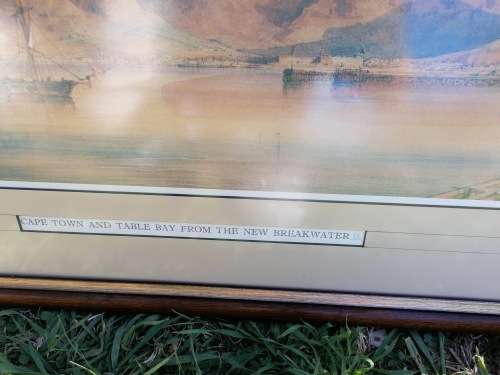 CAPE TOWN AND TABLE BAY FROM THE NEW BREAKWATER